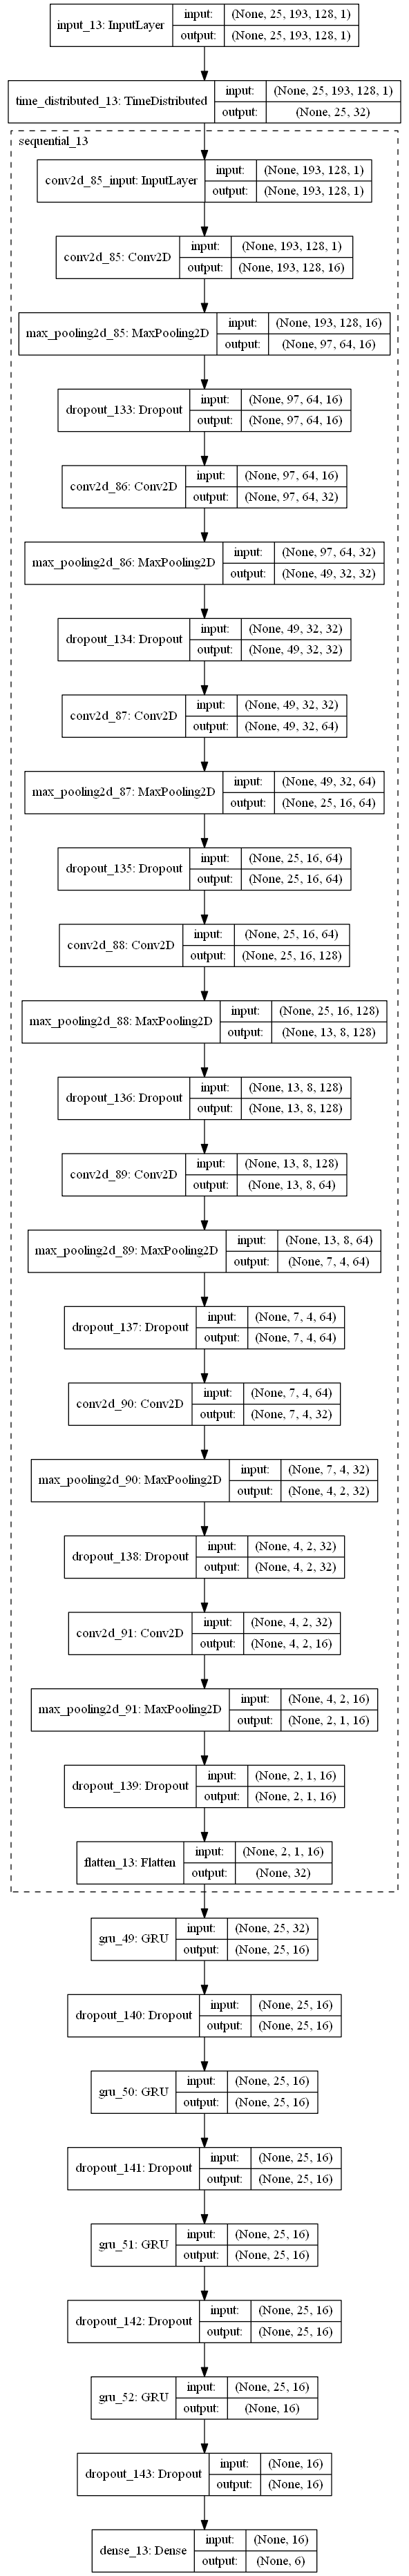 input_13: InputLayer
input: (None, 25, 193, 128, 1)
output: (None, 25, 193, 128, 1)
time_distributed_13: TimeDistributed
input: (None, 25, 193, 128, 1)
output: (None, 25, 32)
sequential_13
conv2d_85_input: InputLayer
input: (None, 193, 128, 1)
output: (None, 193, 128, 1)
conv2d_85: Conv2D
input: (None, 193, 128, 1)
output: (None, 193, 128, 16)
max_pooling2d_85: MaxPooling2D
input: (None, 193, 128, 16)
output: (None, 97, 64, 16)
dropout_133: Dropout
input: (None, 97, 64, 16)
output: (None, 97, 64, 16)
conv2d_86: Conv2D
input: (None, 97, 64, 16)
output: (None, 97, 64, 32)
max_pooling2d_86: MaxPooling2D
input: (None, 97, 64, 32)
output: (None, 49, 32, 32)
dropout_134: Dropout
input: (None, 49, 32, 32)
output: (None, 49, 32, 32)
conv2d_87: Conv2D
input: (None, 49, 32, 32)
output: (None, 49, 32, 64)
max_pooling2d_87: MaxPooling2D
input: (None, 49, 32, 64)
output: (None, 25, 16, 64)
dropout_135: Dropout
input: (None, 25, 16, 64)
output: (None, 25, 16, 64)
conv2d_88: Conv2D
input: (None, 25, 16, 64)
output: (None, 25, 16, 128)
max_pooling2d_88: MaxPooling2D
input: (None, 25, 16, 128)
output: (None, 13, 8, 128)
dropout_136: Dropout
input: (None, 13, 8, 128)
output: (None, 13, 8, 128)
conv2d_89: Conv2D
input: (None, 13, 8, 128)
output: (None, 13, 8, 64)
max_pooling2d_89: MaxPooling2D
input: (None, 13, 8, 64)
output: (None, 7, 4, 64)
dropout_137: Dropout
input: (None, 7, 4, 64)
output: (None, 7, 4, 64)
conv2d_90: Conv2D
input: (None, 7, 4, 64)
output: (None, 7, 4, 32)
max_pooling2d_90: MaxPooling2D
input: (None, 7, 4, 32)
output: (None, 4, 2, 32)
dropout_138: Dropout
input: (None, 4, 2, 32)
output: (None, 4, 2, 32)
conv2d_91: Conv2D
input: (None, 4, 2, 32)
output: (None, 4, 2, 16)
max_pooling2d_91: MaxPooling2D
input: (None, 4, 2, 16)
output: (None, 2, 1, 16)
dropout_139: Dropout
input: (None, 2, 1, 16)
output: (None, 2, 1, 16)
flatten_13: Flatten
input: (None, 2, 1, 16)
output: (None, 32)
gru_49: GRU
input: (None, 25, 32)
output: (None, 25, 16)
dropout_140: Dropout
input: (None, 25, 16)
output: (None, 25, 16)
gru_50: GRU
input: (None, 25, 16)
output: (None, 25, 16)
dropout_141: Dropout
input: (None, 25, 16)
output: (None, 25, 16)
gru_51: GRU
input: (None, 25, 16)
output: (None, 25, 16)
dropout_142: Dropout
input: (None, 25, 16)
output: (None, 25, 16)
gru_52: GRU
input: (None, 25, 16)
output: (None, 16)
dropout_143: Dropout
input: (None, 16)
output: (None, 16)
dense_13: Dense
input: (None, 16)
output: (None, 6)